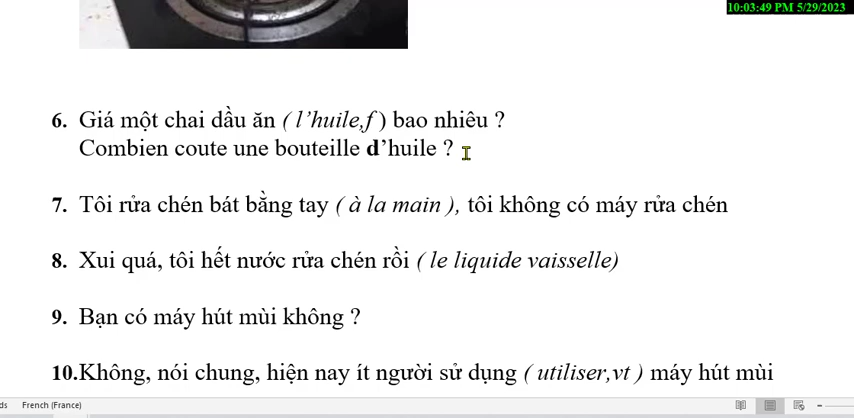 10:03:49 PM 5/29/2023
6. Giá một chai dầu ăn ( l’huile,f ) bao nhiêu ?
Combien coute une bouteille d’huile ?
7. Tôi rửa chén bát bằng tay ( à la main ), tôi không có máy rửa chén
8. Xui quá, tôi hết nước rửa chén rồi ( le liquide vaisselle)
9. Bạn có máy hút mùi không ?
10.Không, nói chung, hiện nay ít người sử dụng ( utiliser,vt ) máy hút mùi
ds French (France)